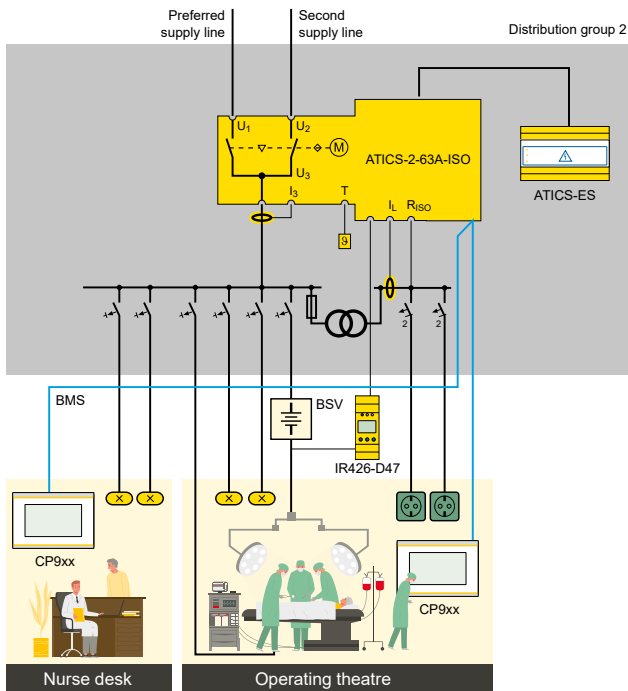 Preferred
supply line
Second
supply line
Distribution group 2
U1
U2
M
ATICS-2-63A-ISO
U3
I3
T
IL
RISO
ATICS-ES
ϑ
2
2
BMS
BSV
IR426-D47
CP9xx
CP9xx
Nurse desk
Operating theatre